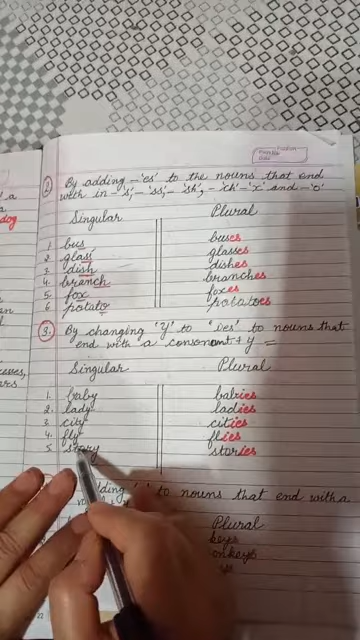 2. By adding -'es' to the nouns that end
with in -'s', -'ss', -'sh', -'ch' -'x' and -'o'
Singular Plural
1. bus buses
2. glass glasses
3. dish dishes
4. branch branches
5. fox foxes
6. potato potatoes
3. By changing 'y' to 'ies' to nouns that
end with a consonant + y =
Singular Plural
1. baby babies
2. lady ladies
3. city cities
4. fly flies
5. story stories
to nouns that end with a
Plural
keys
onkeys
dog